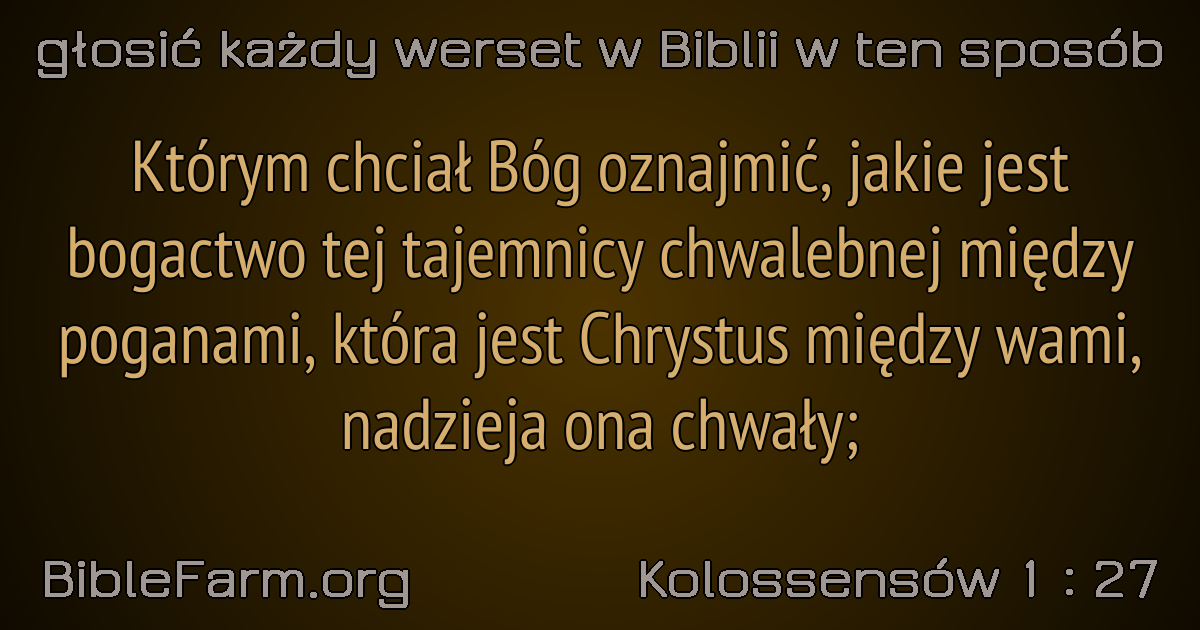 głosić każdy werset w Biblii w ten sposób
Którym chciał Bóg oznajmić, jakie jest
bogactwo tej tajemnicy chwalebnej między
poganami, która jest Chrystus między wami,
nadzieja ona chwały;
BibleFarm.org
Kolossensów 1 : 27